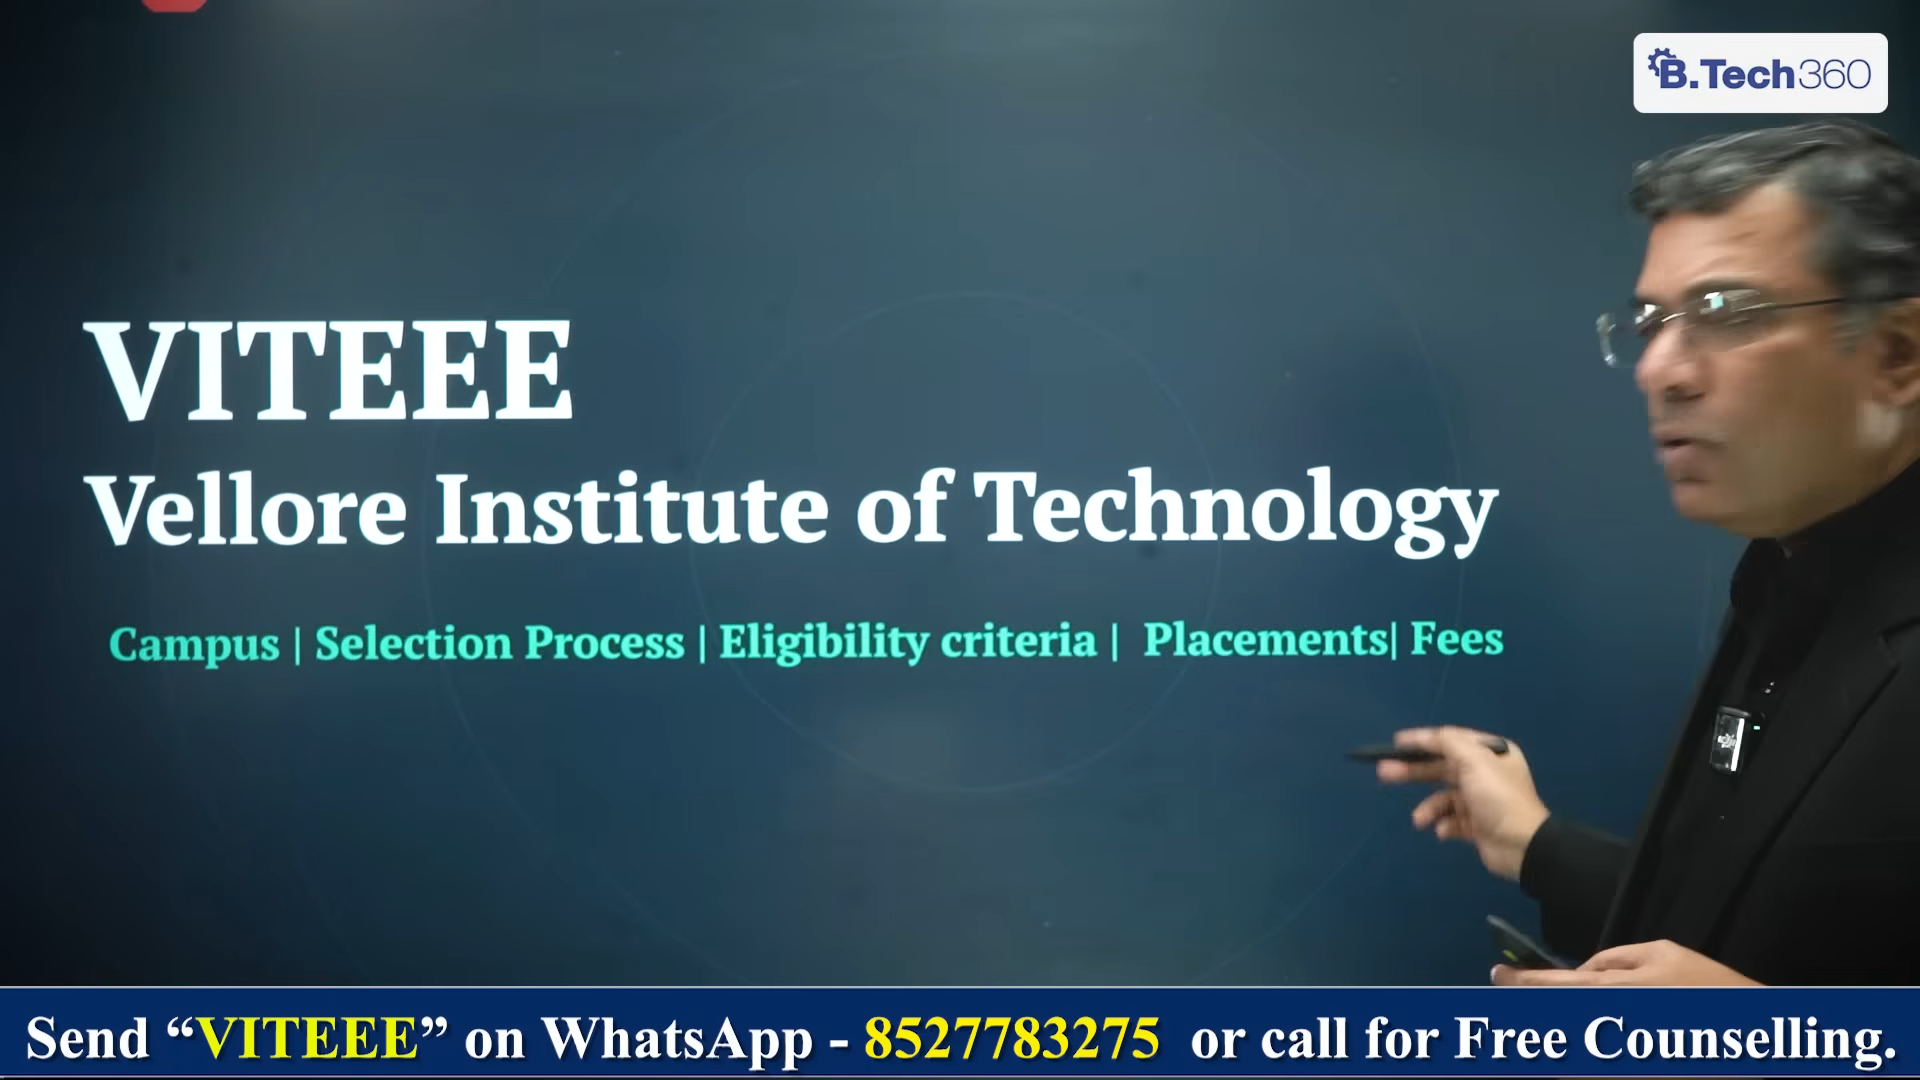 B.Tech360
VITEEE
Vellore Institute of Technology
Campus | Selection Process | Eligibility criteria | Placements| Fees
Send “VITEEE” on WhatsApp - 8527783275 or call for Free Counselling.